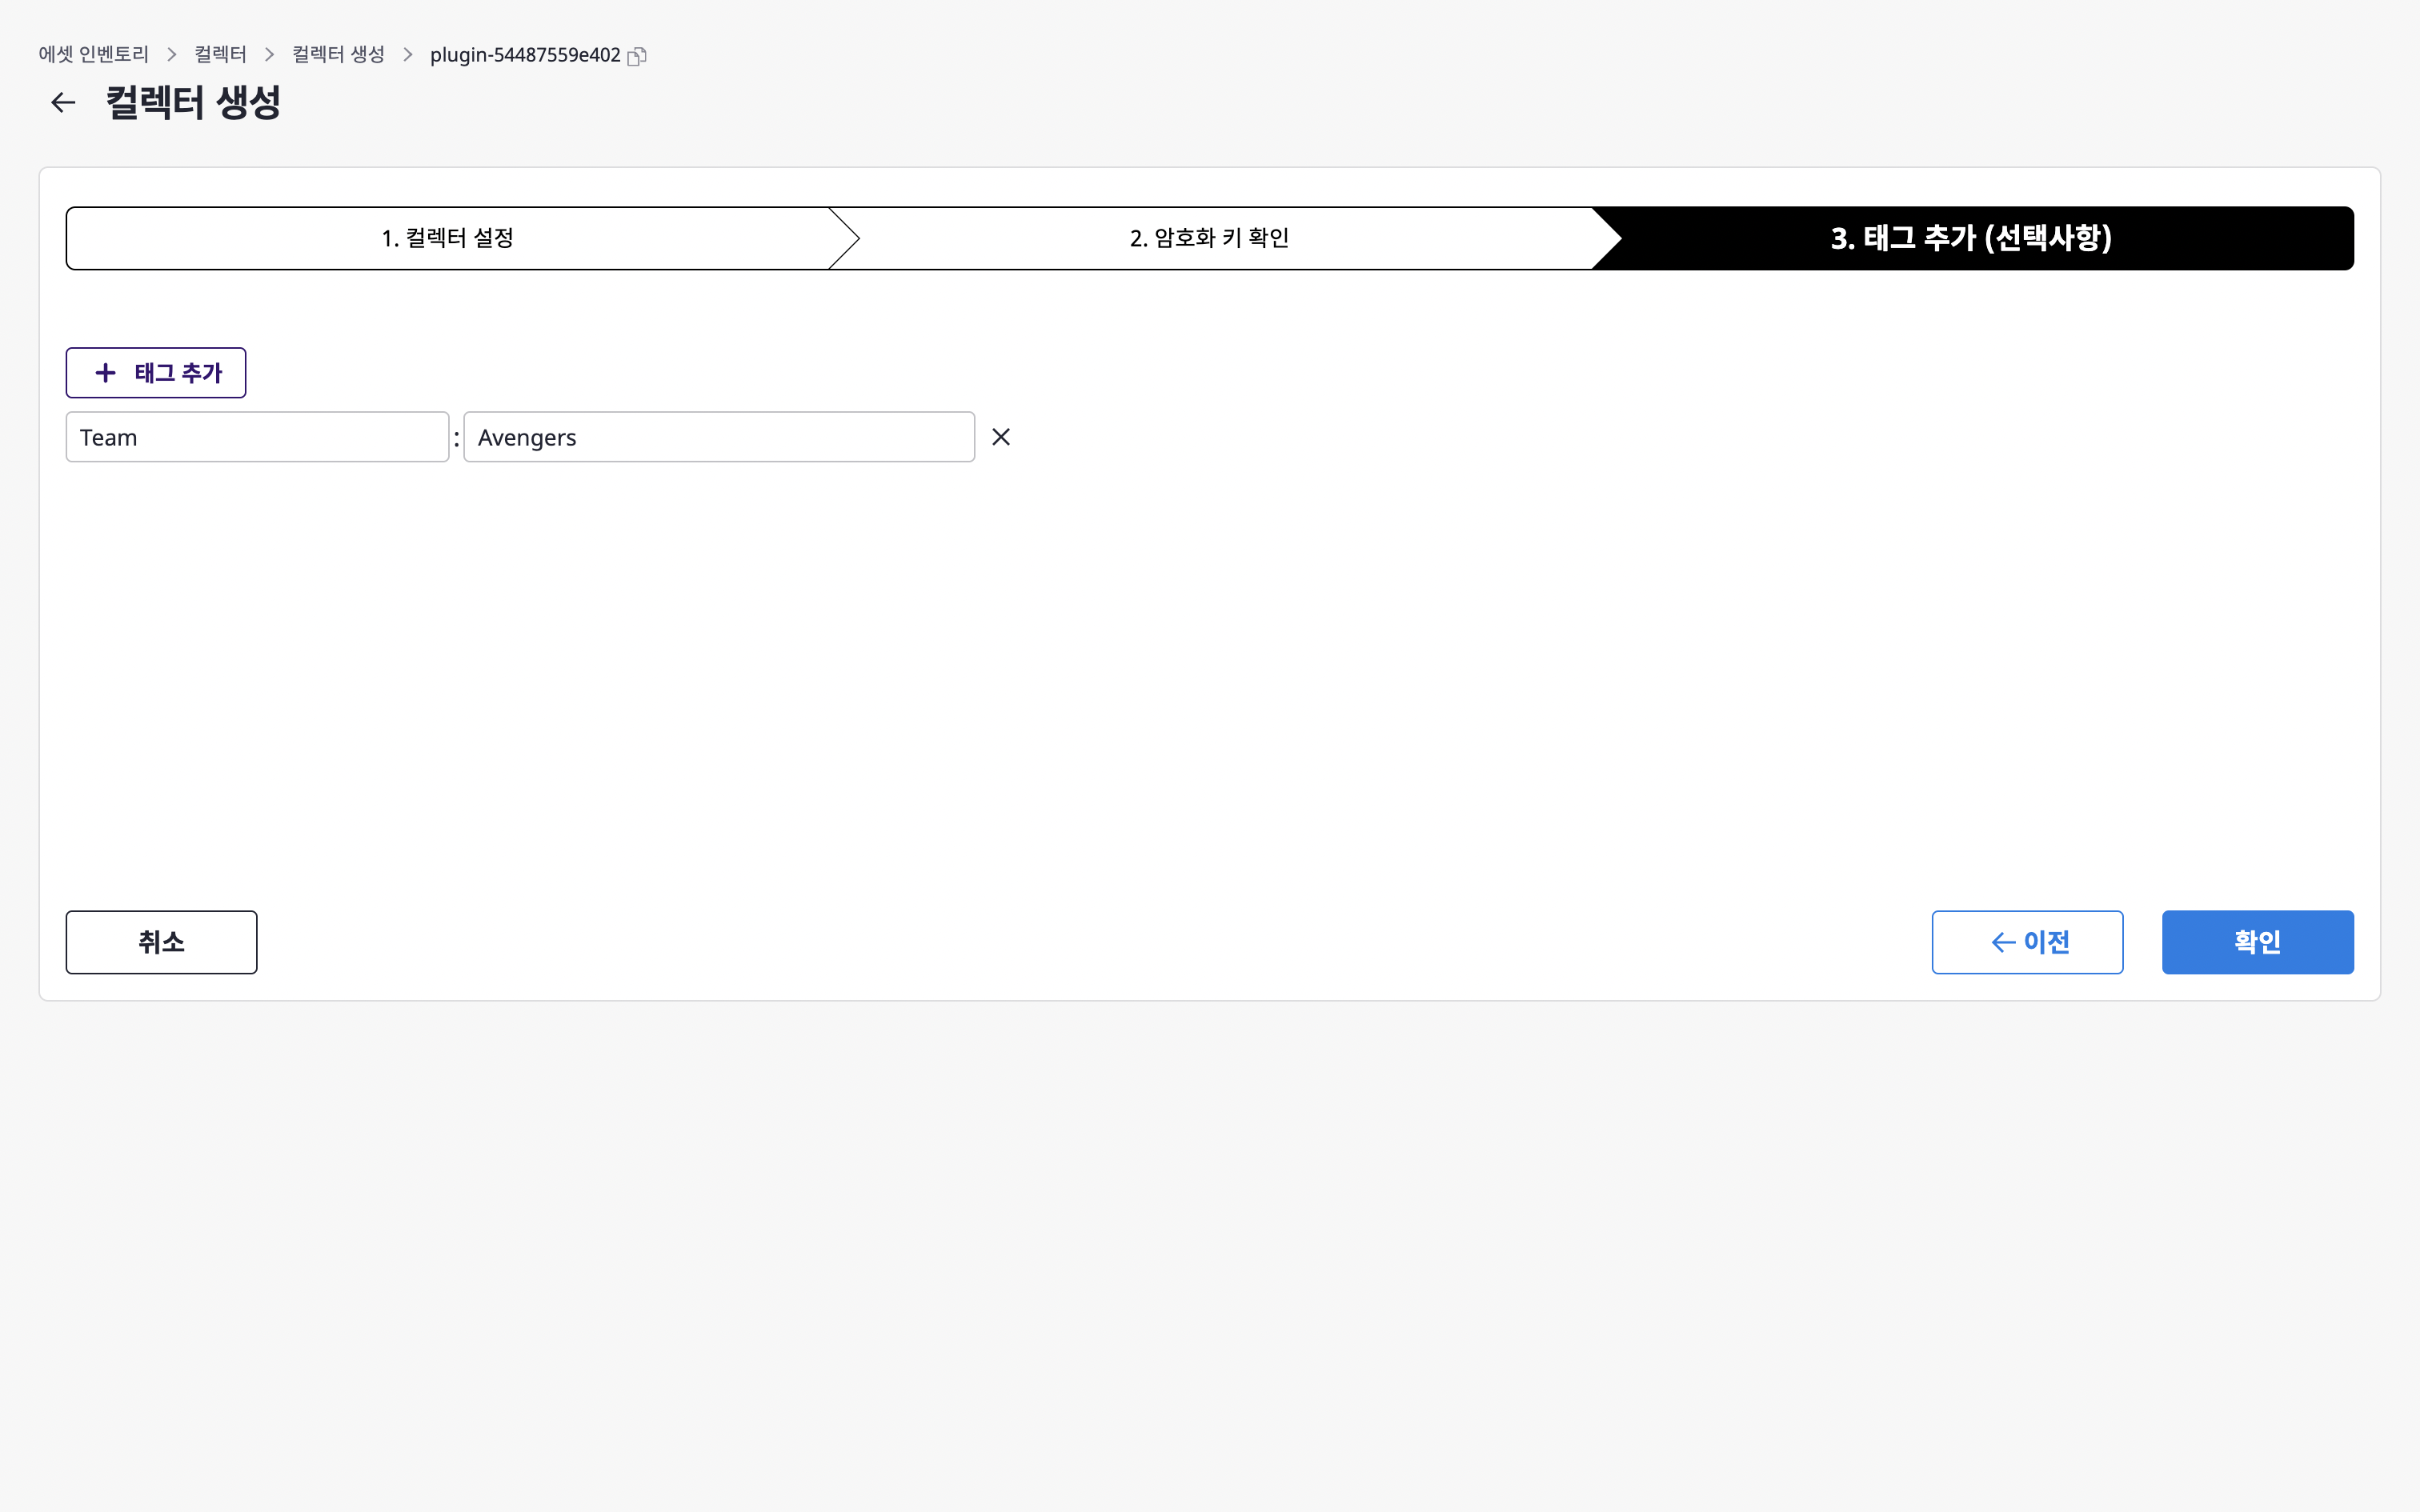 에셋 인벤토리 > 컬렉터 > 컬렉터 생성 > plugin-54487559e402
컬렉터 생성
1. 컬렉터 설정
2. 암호화 키 확인
3. 태그 추가 (선택사항)
+ 태그 추가
Team : Avengers
취소
← 이전
확인